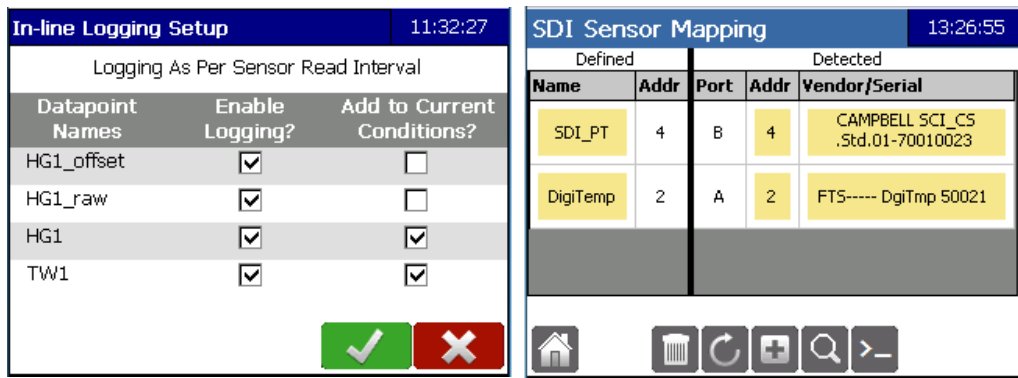 In-line Logging Setup 11:32:27
Logging As Per Sensor Read Interval
Datapoint Names Enable Logging? Add to Current Conditions?
HG1_offset
HG1_raw
HG1
TW1
SDI Sensor Mapping 13:26:55
Defined Detected
Name Addr Port Addr Vendor/Serial
SDI_PT 4 B 4 CAMPBELL SCI_CS
.Std.01-70010023
DigiTemp 2 A 2 FTS----- DgiTmp 50021
>_